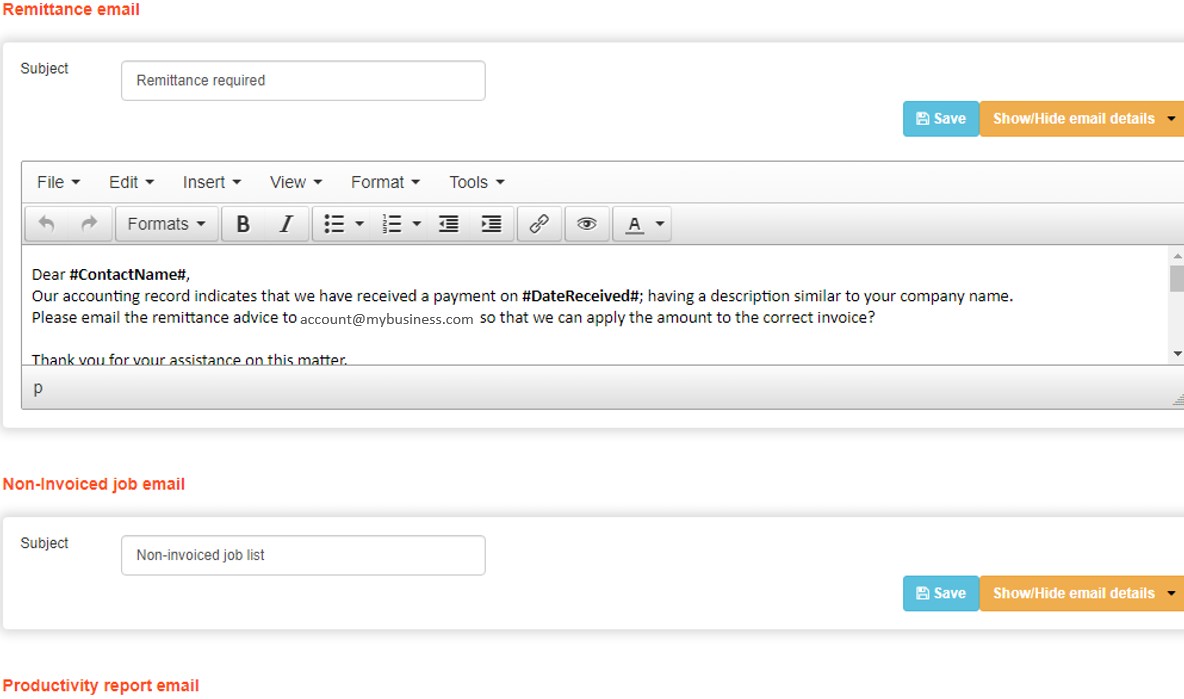 Remittance email
Subject
Remittance required
Save Show/Hide email details
File Edit Insert View Format Tools
Formats B I A
Dear #ContactName#,
Our accounting record indicates that we have received a payment on #DateReceived#; having a description similar to your company name.
Please email the remittance advice to account@mybusiness.com so that we can apply the amount to the correct invoice?
Thank you for your assistance on this matter.
p
Non-Invoiced job email
Subject
Non-invoiced job list
Save Show/Hide email details
Productivity report email